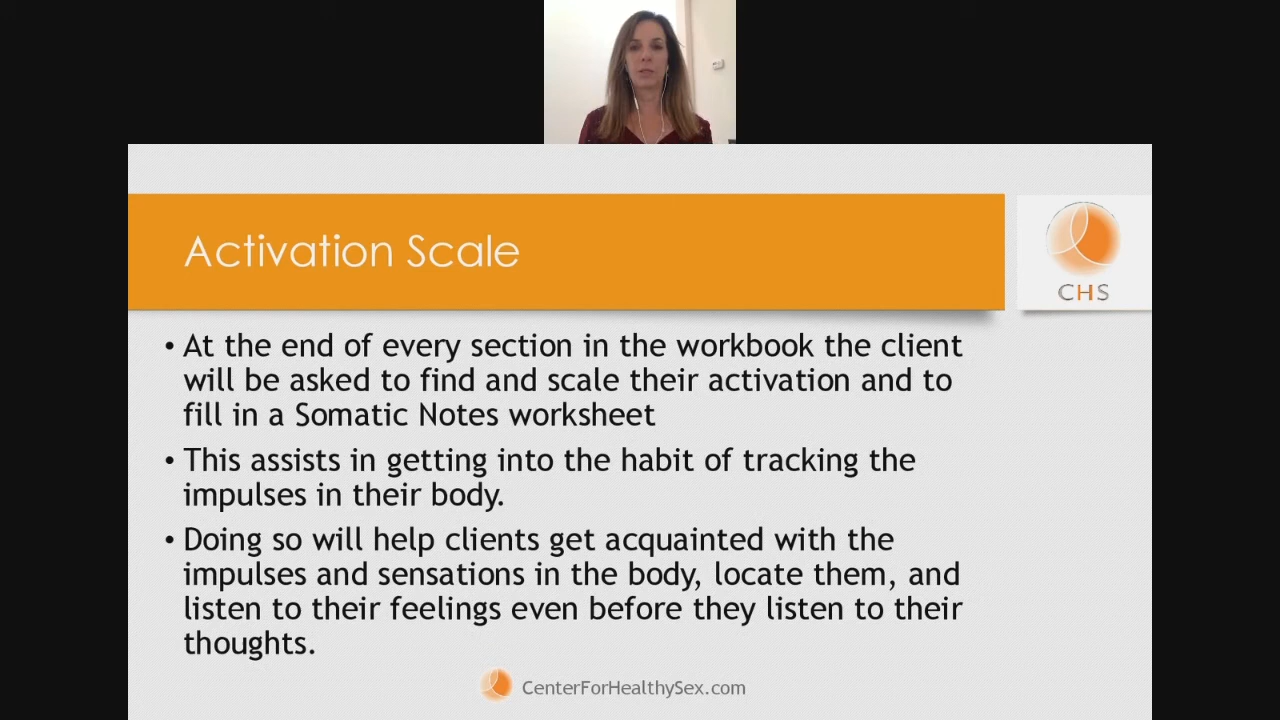 Activation Scale
CHS
• At the end of every section in the workbook the client
will be asked to find and scale their activation and to
fill in a Somatic Notes worksheet
• This assists in getting into the habit of tracking the
impulses in their body.
• Doing so will help clients get acquainted with the
impulses and sensations in the body, locate them, and
listen to their feelings even before they listen to their
thoughts.
CenterForHealthySex.com